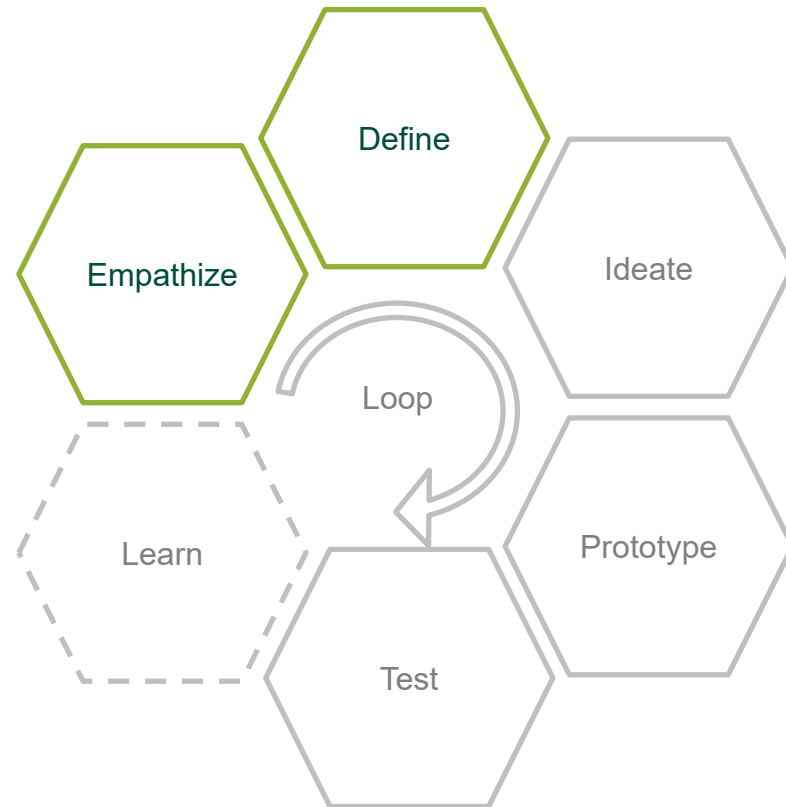 Define
Empathize
Ideate
Loop
Learn
Prototype
Test